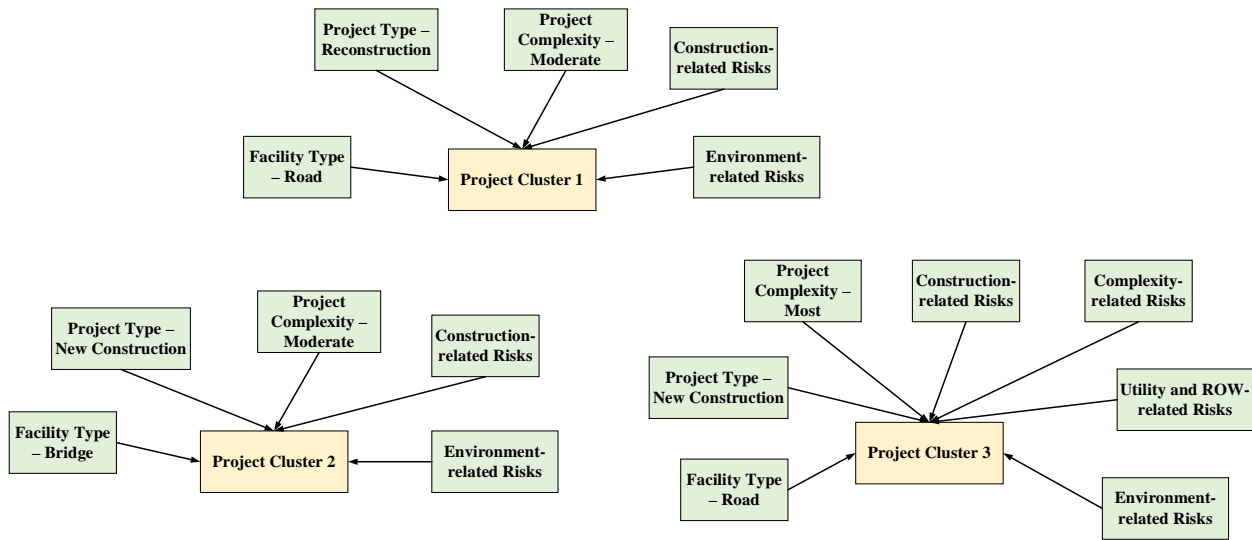 Project Type –
Reconstruction
Project
Complexity –
Moderate
Construction-
related Risks
Facility Type
– Road
Project Cluster 1
Environment-
related Risks
Project Type –
New Construction
Project
Complexity –
Moderate
Construction-
related Risks
Facility Type
– Bridge
Project Cluster 2
Environment-
related Risks
Project
Complexity –
Most
Construction-
related Risks
Complexity-
related Risks
Project Type –
New Construction
Utility and ROW-
related Risks
Project Cluster 3
Facility Type
– Road
Environment-
related Risks